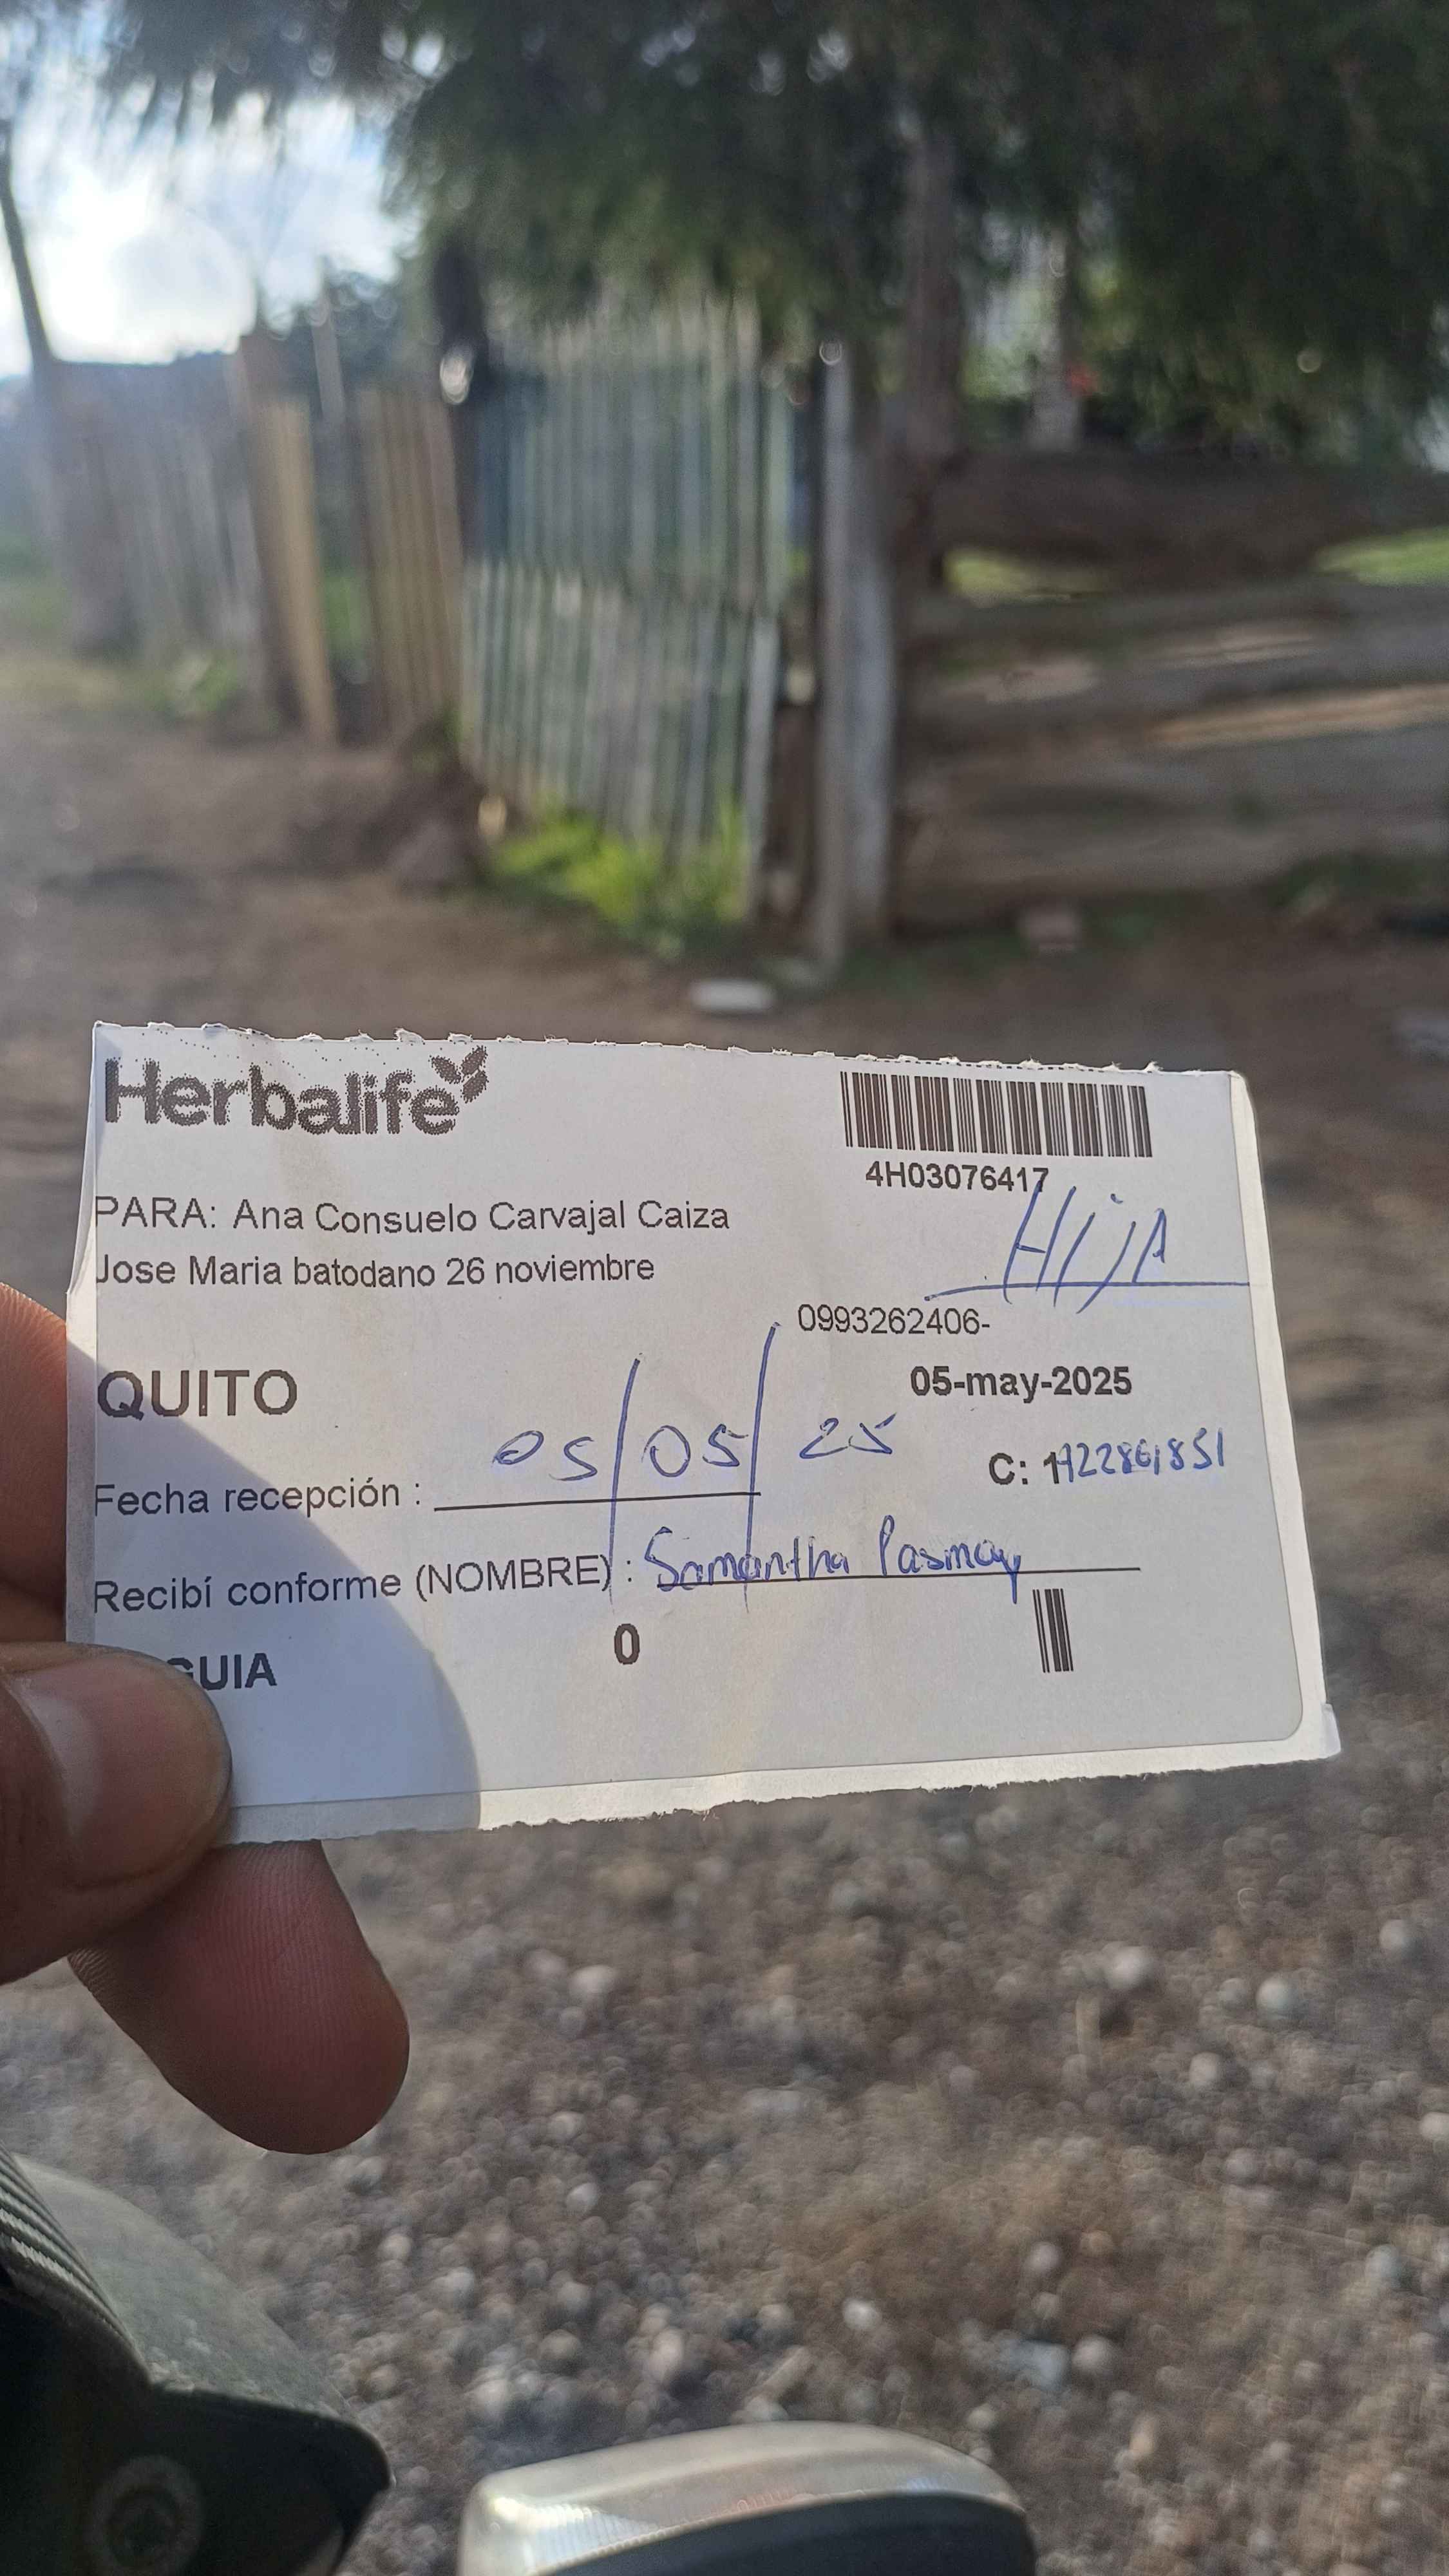 Herbalife
4H03076417
PARA: Ana Consuelo Carvajal Caiza
HIJA
Jose Maria batodano 26 noviembre
0993262406-
QUITO
05-may-2025
Fecha recepción : 05/05/25
C: 1
Recibí conforme (NOMBRE) : Samantha Pasmay
GUIA
0